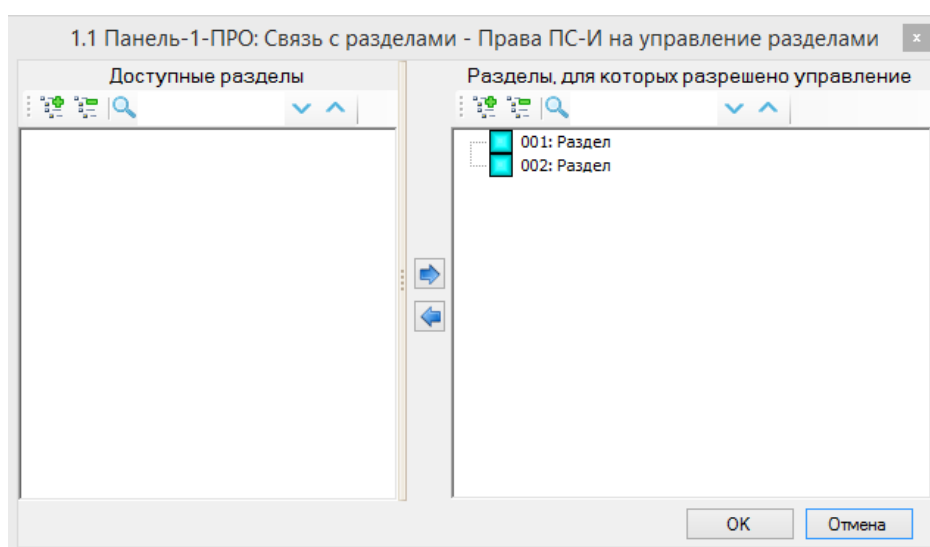 1.1 Панель-1-ПРО: Связь с разделами - Права ПС-И на управление разделами
Доступные разделы
Разделы, для которых разрешено управление
001: Раздел
002: Раздел
OK
Отмена